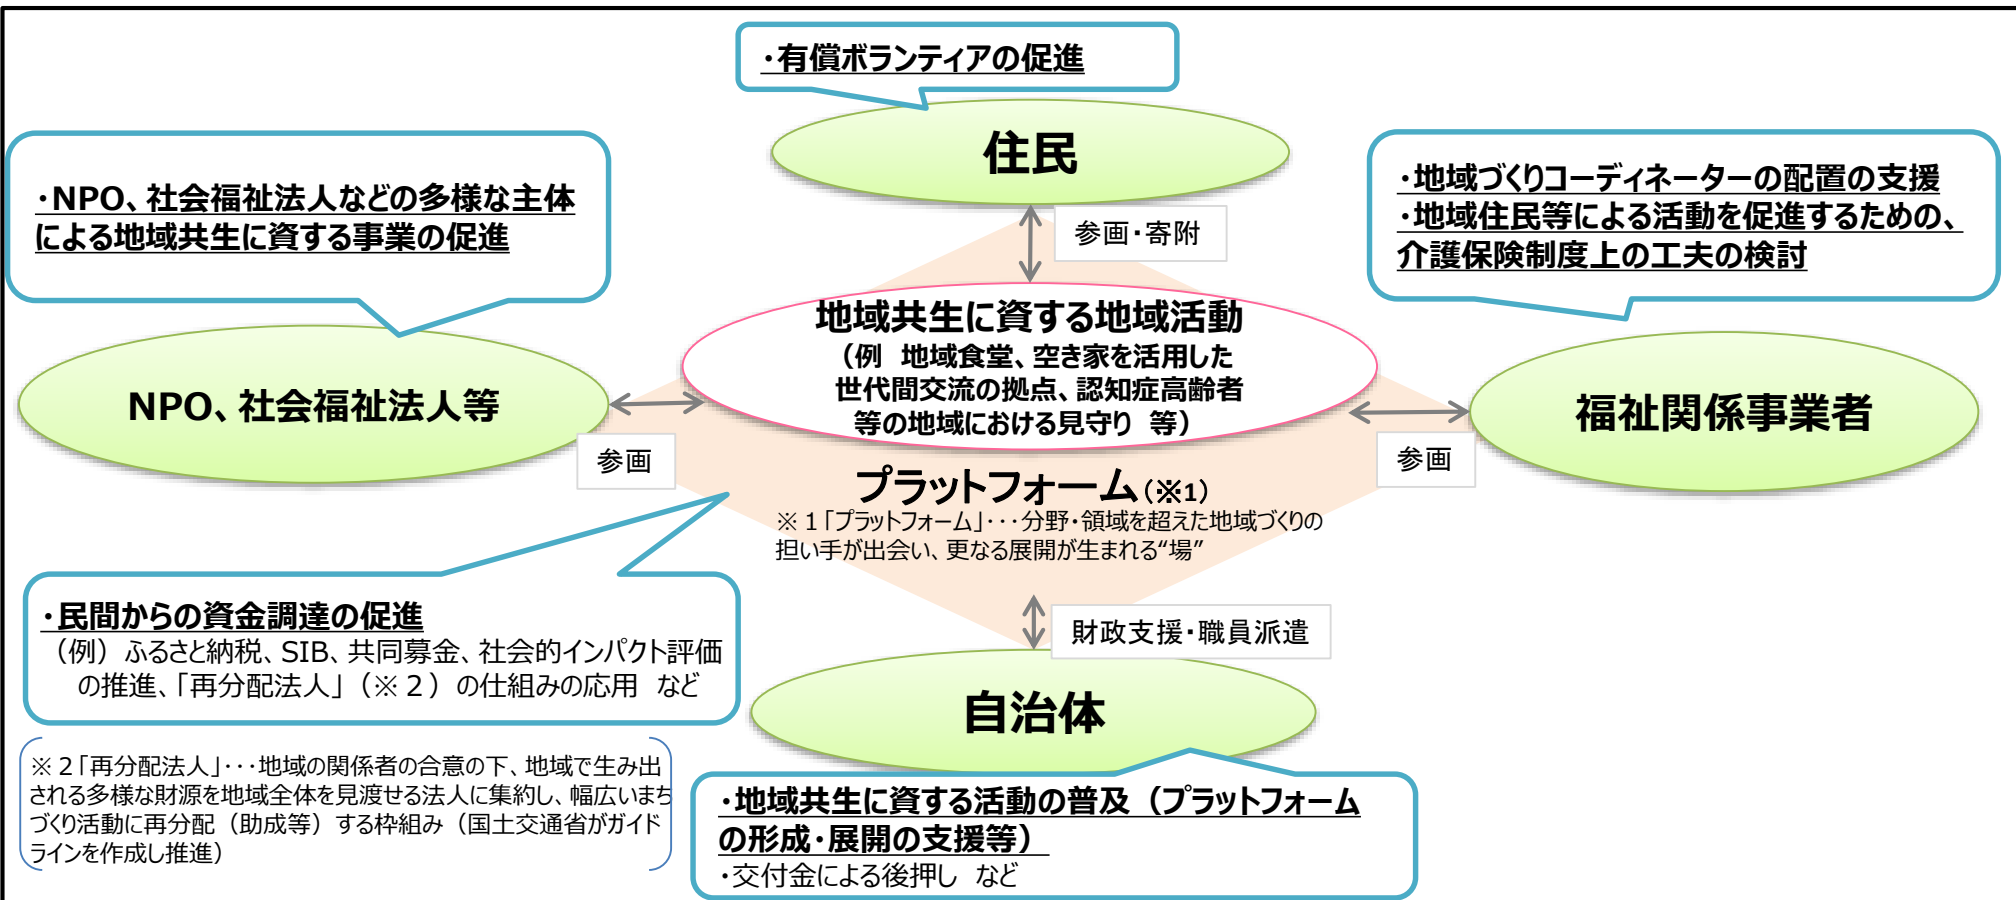 ・有償ボランティアの促進
住民
・NPO、社会福祉法人などの多様な主体
による地域共生に資する事業の促進
・地域づくりコーディネーターの配置の支援
・地域住民等による活動を促進するための、
介護保険制度上の工夫の検討
参画・寄附
地域共生に資する地域活動
（例　地域食堂、空き家を活用した
世代間交流の拠点、認知症高齢者
等の地域における見守り　等）
NPO、社会福祉法人等
福祉関係事業者
参画
参画
プラットフォーム（※1）
※１「プラットフォーム」・・・分野・領域を超えた地域づくりの
担い手が出会い、更なる展開が生まれる“場”
・民間からの資金調達の促進
（例）ふるさと納税、SIB、共同募金、社会的インパクト評価
の推進、「再分配法人」（※２）の仕組みの応用　など
財政支援・職員派遣
自治体
※２「再分配法人」・・・地域の関係者の合意の下、地域で生み出
される多様な財源を地域全体を見渡せる法人に集約し、幅広いまち
づくり活動に再分配（助成等）する枠組み（国土交通省がガイド
ラインを作成し推進）
・地域共生に資する活動の普及（プラットフォーム
の形成・展開の支援等）
・交付金による後押し　など